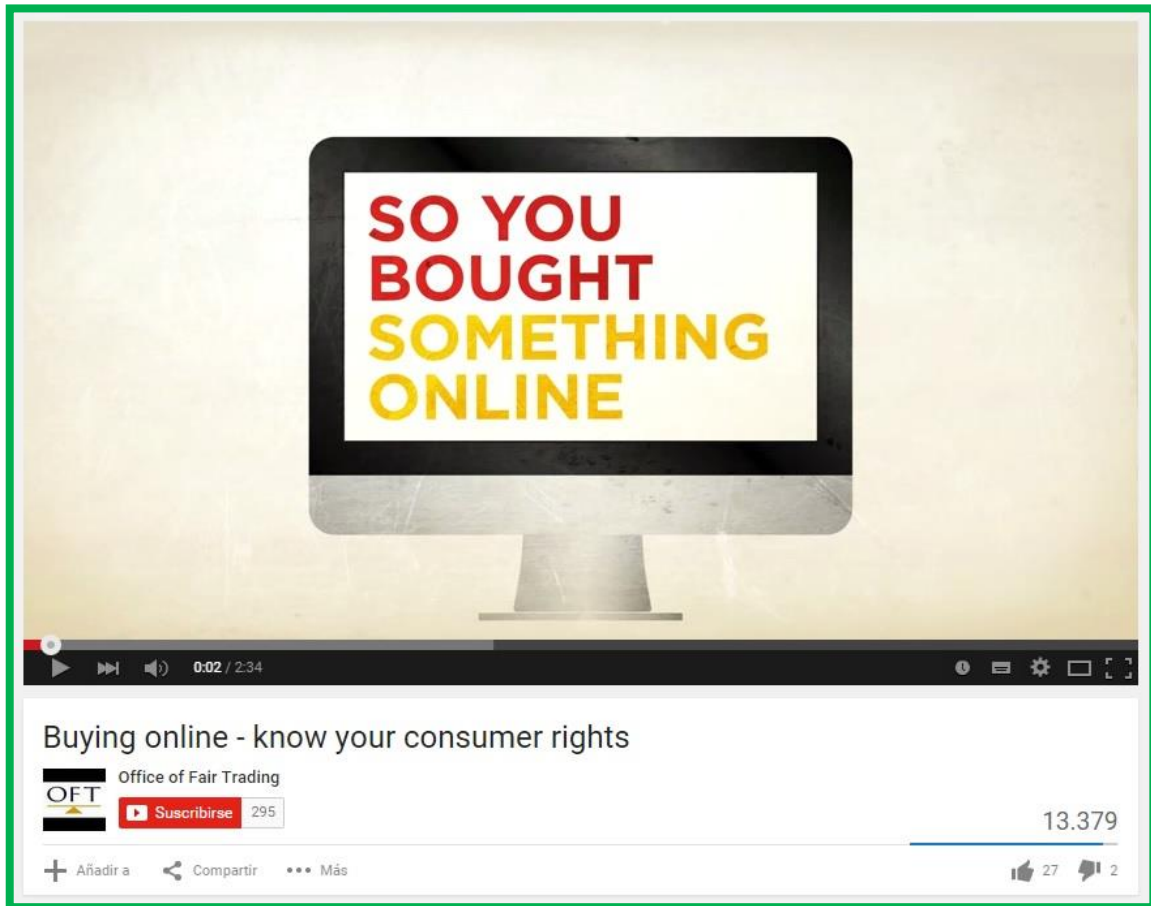 SO YOU
BOUGHT
SOMETHING
ONLINE
0:02 / 2:34
Buying online - know your consumer rights
OFT
Office of Fair Trading
Suscribirse 295
13.379
Añadir a Compartir Más
27 2